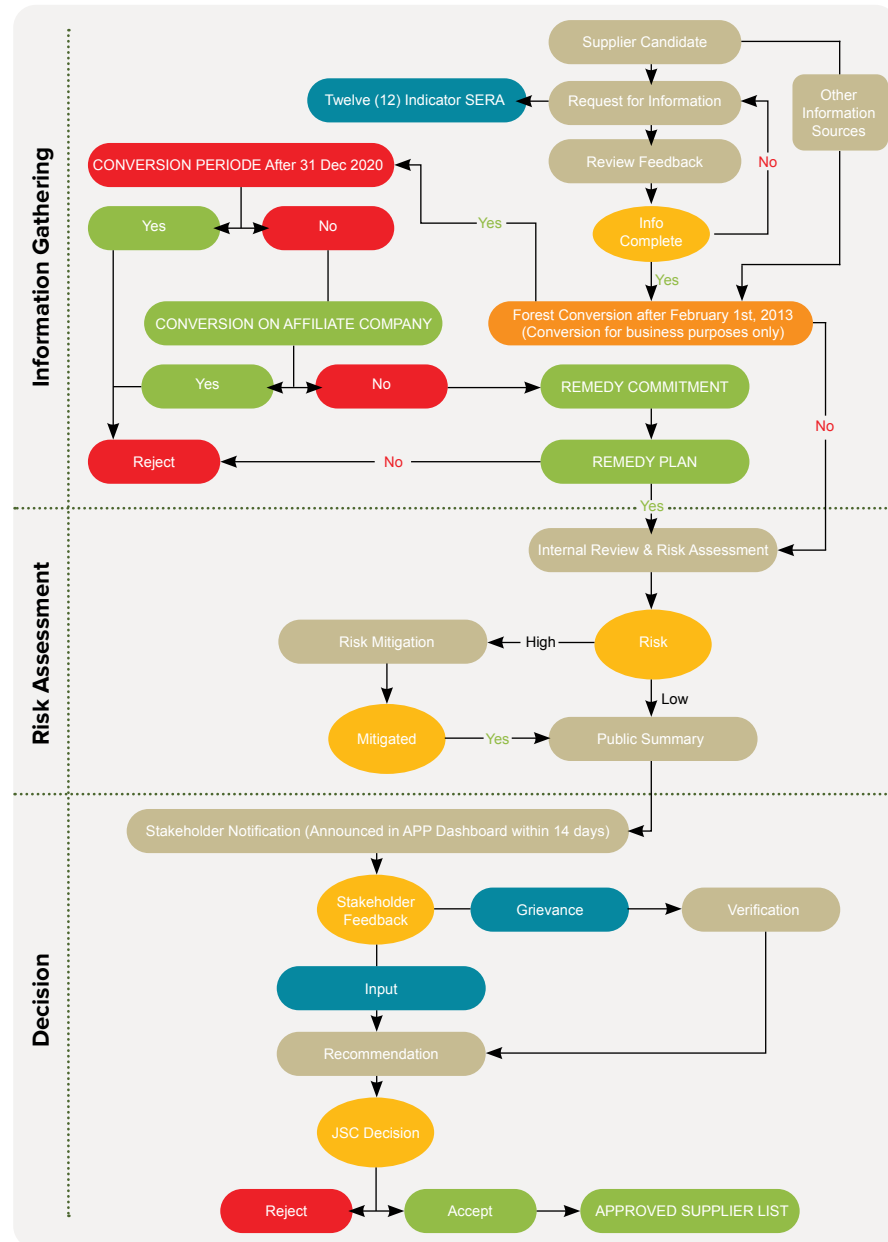 Information Gathering
Supplier Candidate
Twelve (12) Indicator SERA
Request for Information
Other
Information
Sources
CONVERSION PERIODE After 31 Dec 2020
Review Feedback
No
Yes
No
Yes
Info
Complete
Yes
CONVERSION ON AFFILIATE COMPANY
Forest Conversion after February 1st, 2013
(Conversion for business purposes only)
Yes
No
REMEDY COMMITMENT
No
Reject
No
REMEDY PLAN
Yes
Risk Assessment
Internal Review & Risk Assessment
Risk Mitigation
High
Risk
Low
Mitigated
Yes
Public Summary
Decision
Stakeholder Notification (Announced in APP Dashboard within 14 days)
Stakeholder
Feedback
Grievance
Verification
Input
Recommendation
JSC Decision
Reject
Accept
APPROVED SUPPLIER LIST